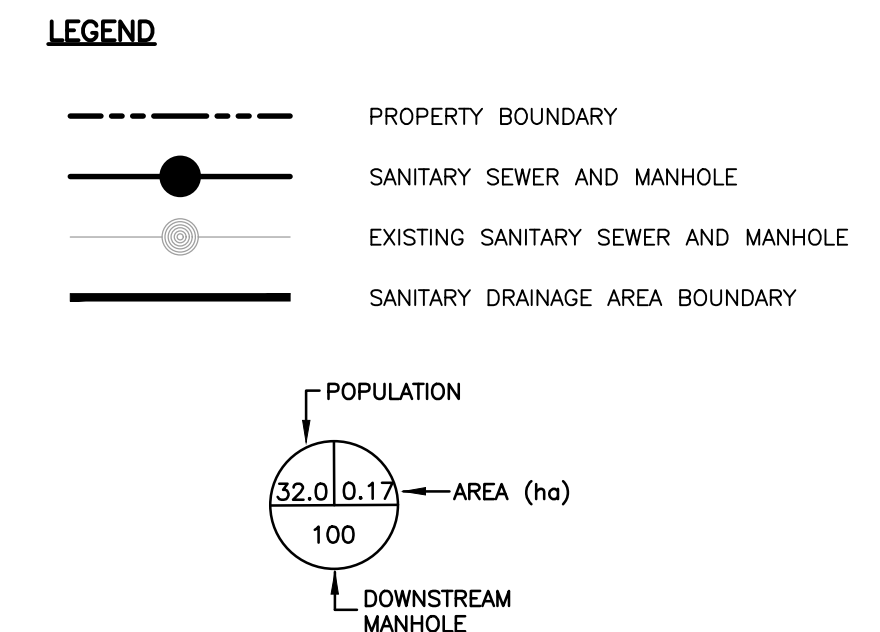 LEGEND
PROPERTY BOUNDARY
SANITARY SEWER AND MANHOLE
EXISTING SANITARY SEWER AND MANHOLE
SANITARY DRAINAGE AREA BOUNDARY
POPULATION
32.0 0.17
AREA (ha)
100
DOWNSTREAM
MANHOLE